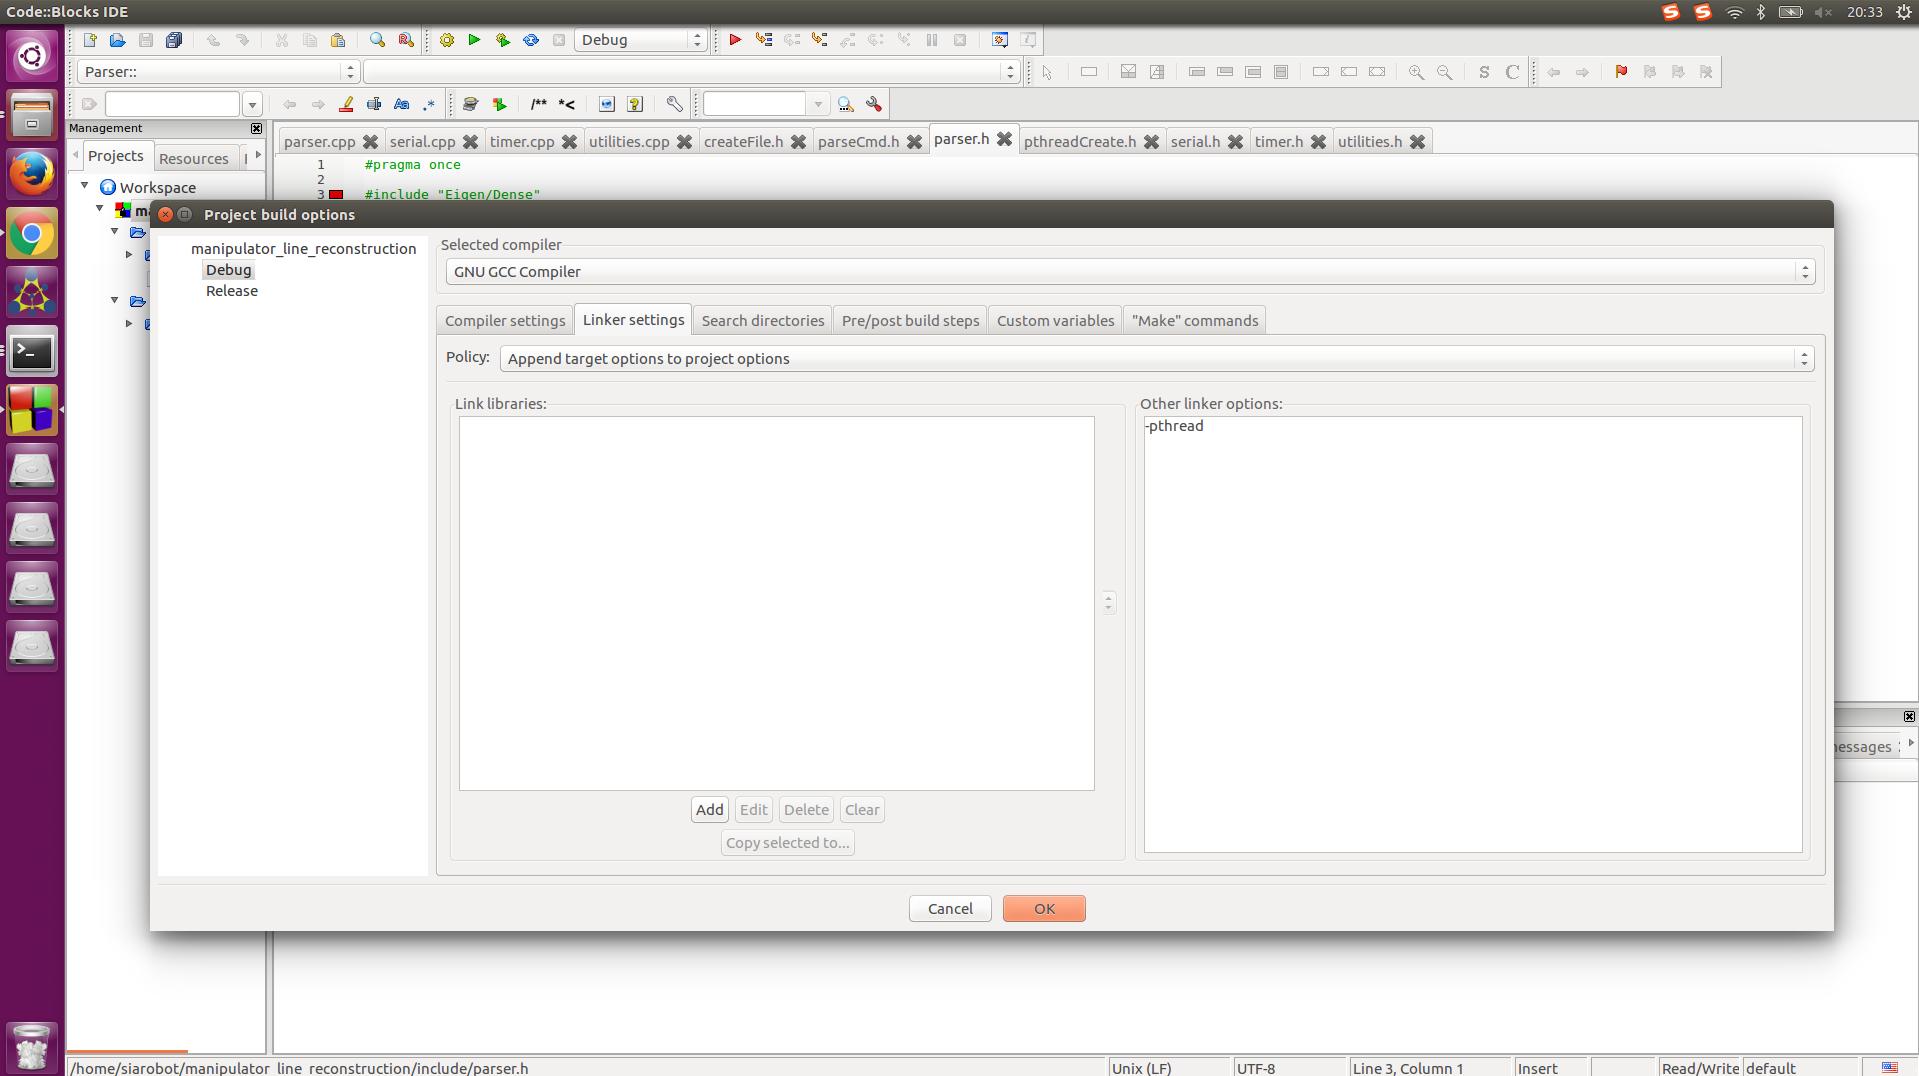 Code::Blocks IDE
20:33
Debug
Parser::
S C
/** *<
Aa .*
Management
Projects Resources
parser.cpp serial.cpp timer.cpp utilities.cpp createFile.h parseCmd.h parser.h pthreadCreate.h serial.h timer.h utilities.h
1 #pragma once
2
3 #include "Eigen/Dense"
Workspace
Project build options
manipulator_line_reconstruction
Debug
Release
Selected compiler
GNU GCC Compiler
Compiler settings Linker settings Search directories Pre/post build steps Custom variables "Make" commands
Policy: Append target options to project options
Link libraries:
Other linker options:
-pthread
Add Edit Delete Clear
Copy selected to...
Cancel OK
/home/siarobot/manipulator_line_reconstruction/include/parser.h
Unix (LF) UTF-8 Line 3, Column 1 Insert Read/Write default